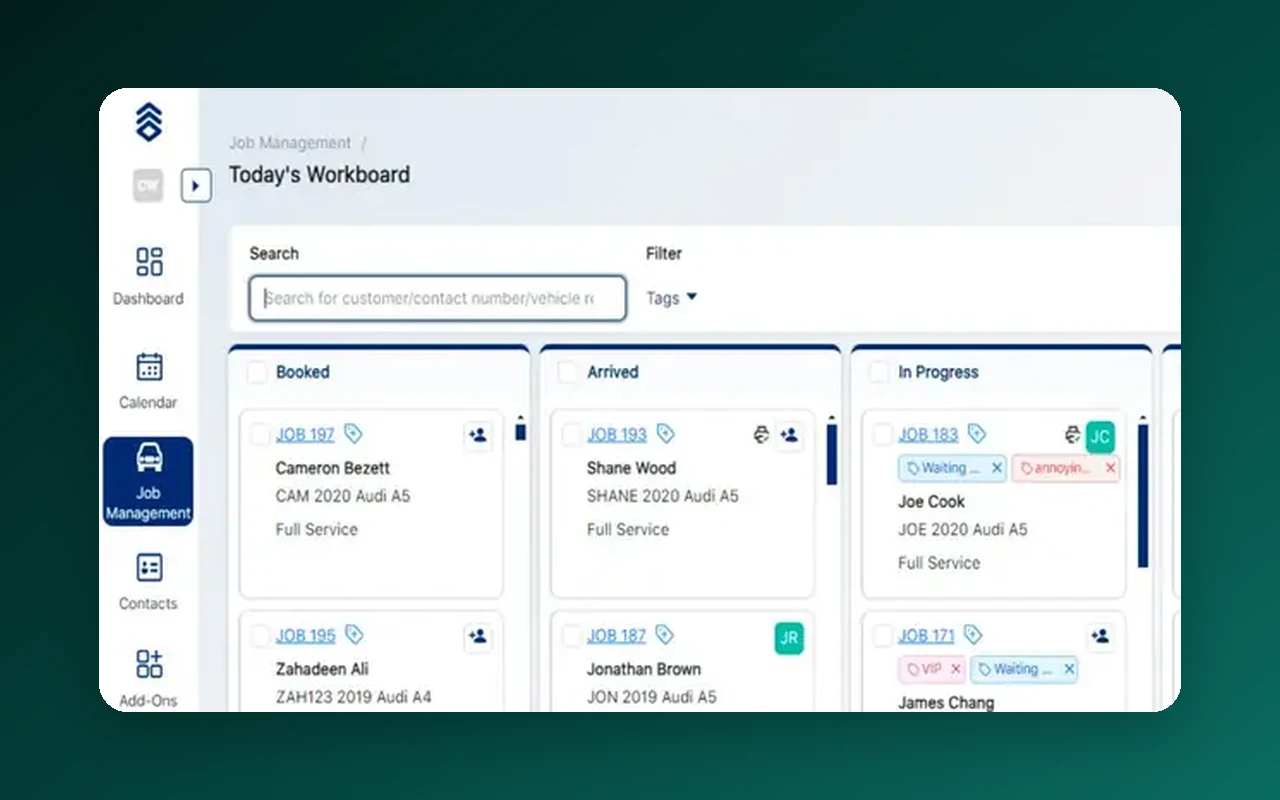 CW
Dashboard
Calendar
Job
Management
Contacts
Add-Ons
Job Management /
Today's Workboard
Search
Filter
Search for customer/contact number/vehicle re
Tags
Booked
JOB 197
Cameron Bezett
CAM 2020 Audi A5
Full Service
JOB 195
Zahadeen Ali
ZAH123 2019 Audi A4
Arrived
JOB 193
Shane Wood
SHANE 2020 Audi A5
Full Service
JOB 187
JR
Jonathan Brown
JON 2019 Audi A5
In Progress
JOB 183
JC
Waiting ... ×
annoyin... ×
Joe Cook
JOE 2020 Audi A5
Full Service
JOB 171
VIP ×
Waiting ... ×
James Chang